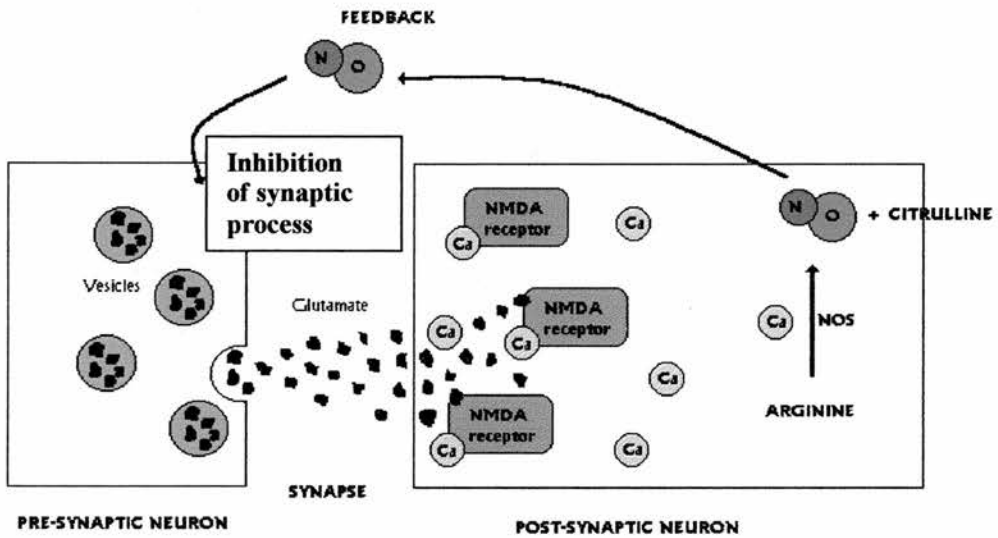 FEEDBACK
N O
Inhibition
of synaptic
process
NMDA
receptor
Ca
Ca
N O + CITRULLINE
Vesicles
Glutamate
NMDA
receptor
Ca
Ca
Ca
NOS
Ca
ARGININE
NMDA
receptor
Ca
Ca
SYNAPSE
PRE-SYNAPTIC NEURON
POST-SYNAPTIC NEURON